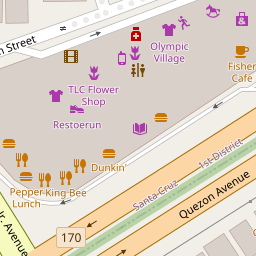 Street
Olympic
Village
Fisher
Cafe
TLC Flower
Shop
Restoerun
Dunkin'
Pepper
Lunch
King Bee
1st District
Santa Cruz
Quezon Avenue
170
Jr. Avenue